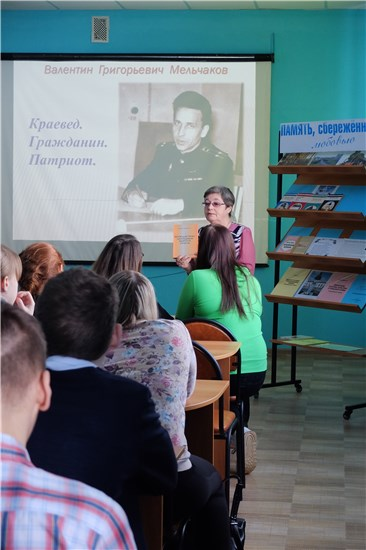 Валентин Григорьевич Мельчаков
Краевед.
Гражданин.
Патриот.
ПАМЯТЬ, сбережен
любовью